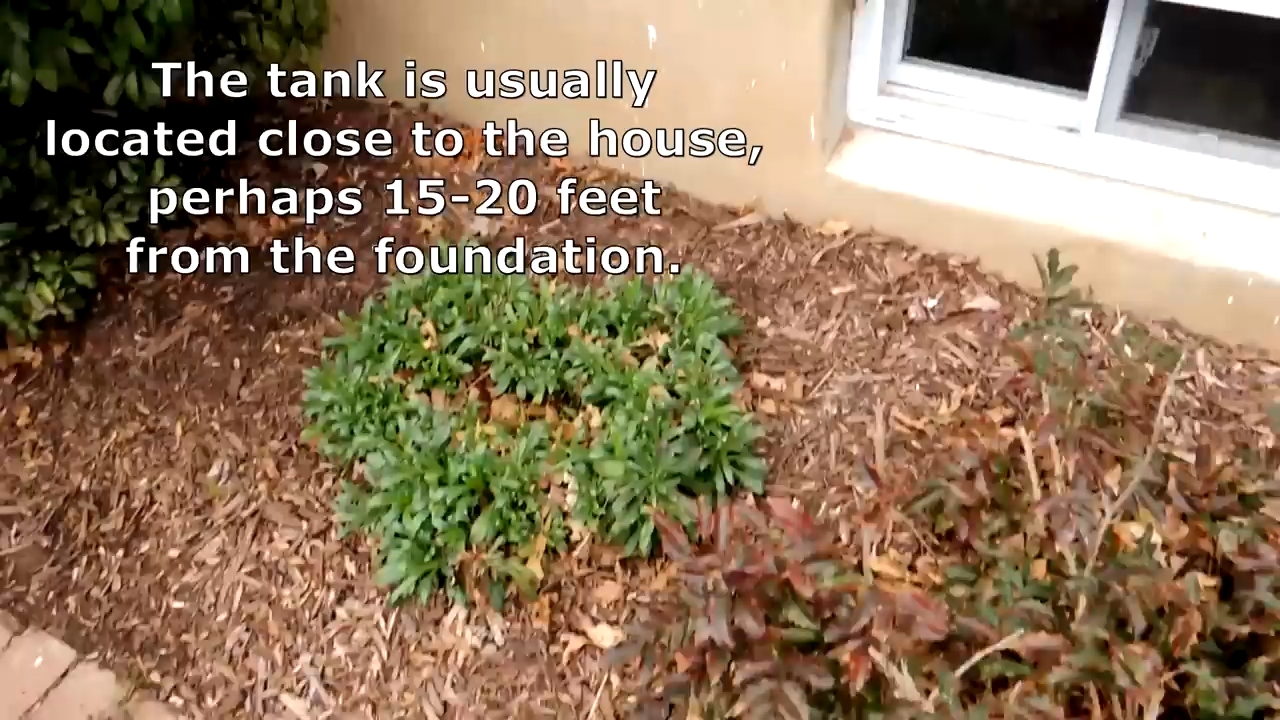 The tank is usually
located close to the house,
perhaps 15-20 feet
from the foundation.